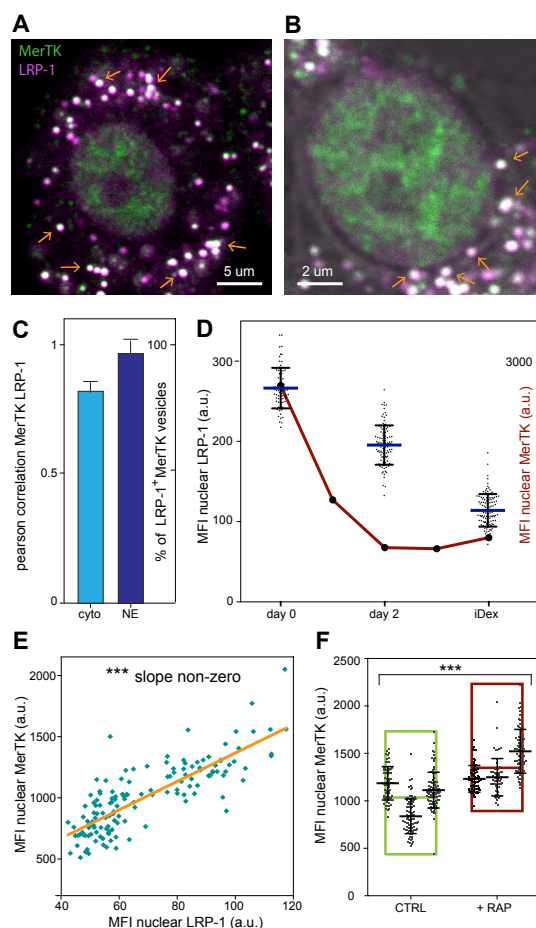 A
MerTK
LRP-1
5 um
B
2 um
C
pearson correlation MerTK LRP-1
1
0.5
0
100
% of LRP-1+MerTK vesicles
cyto
NE
D
MFI nuclear LRP-1 (a.u.)
300
200
100
0
3000
MFI nuclear MerTK (a.u.)
day 0
day 2
iDex
E
*** slope non-zero
MFI nuclear MerTK (a.u.)
2000
1500
1000
500
40
60
80
100
120
MFI nuclear LRP-1 (a.u.)
F
***
MFI nuclear MerTK (a.u.)
2500
2000
1500
1000
500
0
CTRL
+ RAP